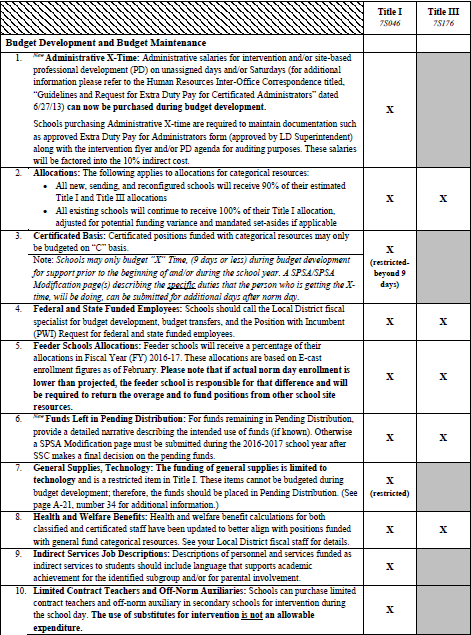 Title I
7S046
Title III
7S176
Budget Development and Budget Maintenance
1. New Administrative X-Time: Administrative salaries for intervention and/or site-based
professional development (PD) on unassigned days and/or Saturdays (for additional
information please refer to the Human Resources Inter-Office Correspondence titled,
"Guidelines and Request for Extra Duty Pay for Certificated Administrators" dated
6/27/13) can now be purchased during budget development.
Schools purchasing Administrative X-time are required to maintain documentation such
as approved Extra Duty Pay for Administrators form (approved by LD Superintendent)
along with the intervention flyer and/or PD agenda for auditing purposes. These salaries
will be factored into the 10% indirect cost.
X
2. Allocations: The following applies to allocations for categorical resources:
• All new, sending, and reconfigured schools will receive 90% of their estimated
Title I and Title III allocations
• All existing schools will continue to receive 100% of their Title I allocation,
adjusted for potential funding variance and mandated set-asides if applicable
X
X
3. Certificated Basis: Certificated positions funded with categorical resources may only
be budgeted on "C" basis.
Note: Schools may only budget "X" Time, (9 days or less) during budget development
for support prior to the beginning of and/or during the school year. A SPSA/SPSA
Modification page(s) describing the specific duties that the person who is getting the X-
time, will be doing, can be submitted for additional days after norm day.
X
(restricted-
beyond 9
days)
4. Federal and State Funded Employees: Schools should call the Local District fiscal
specialist for budget development, budget transfers, and the Position with Incumbent
(PWI) Request for federal and state funded employees.
X
X
5. Feeder Schools Allocations: Feeder schools will receive a percentage of their
allocations in Fiscal Year (FY) 2016-17. These allocations are based on E-cast
enrollment figures as of February. Please note that if actual norm day enrollment is
lower than projected, the feeder school is responsible for that difference and will
be required to return the overage and to fund positions from other school site
resources.
X
X
6. New Funds Left in Pending Distribution: For funds remaining in Pending Distribution,
provide a detailed narrative describing the intended use of funds (if known). Otherwise
a SPSA Modification page must be submitted during the 2016-2017 school year after
SSC makes a final decision on the pending funds.
X
X
7. General Supplies, Technology: The funding of general supplies is limited to
technology and is a restricted item in Title I. These items cannot be budgeted during
budget development; therefore, the funds should be placed in Pending Distribution. (See
page A-21, number 34 for additional information.)
X
(restricted)
8. Health and Welfare Benefits: Health and welfare benefit calculations for both
classified and certificated staff have been updated to better align with positions funded
with general fund categorical resources. See your Local District fiscal staff for details.
X
X
9. Indirect Services Job Descriptions: Descriptions of personnel and services funded as
indirect services to students should include language that supports academic
achievement for the identified subgroup and/or for parental involvement.
X
10. Limited Contract Teachers and Off-Norm Auxiliaries: Schools can purchase limited
contract teachers and off-norm auxiliary in secondary schools for intervention during
the school day. The use of substitutes for intervention is not an allowable
expenditure.
X